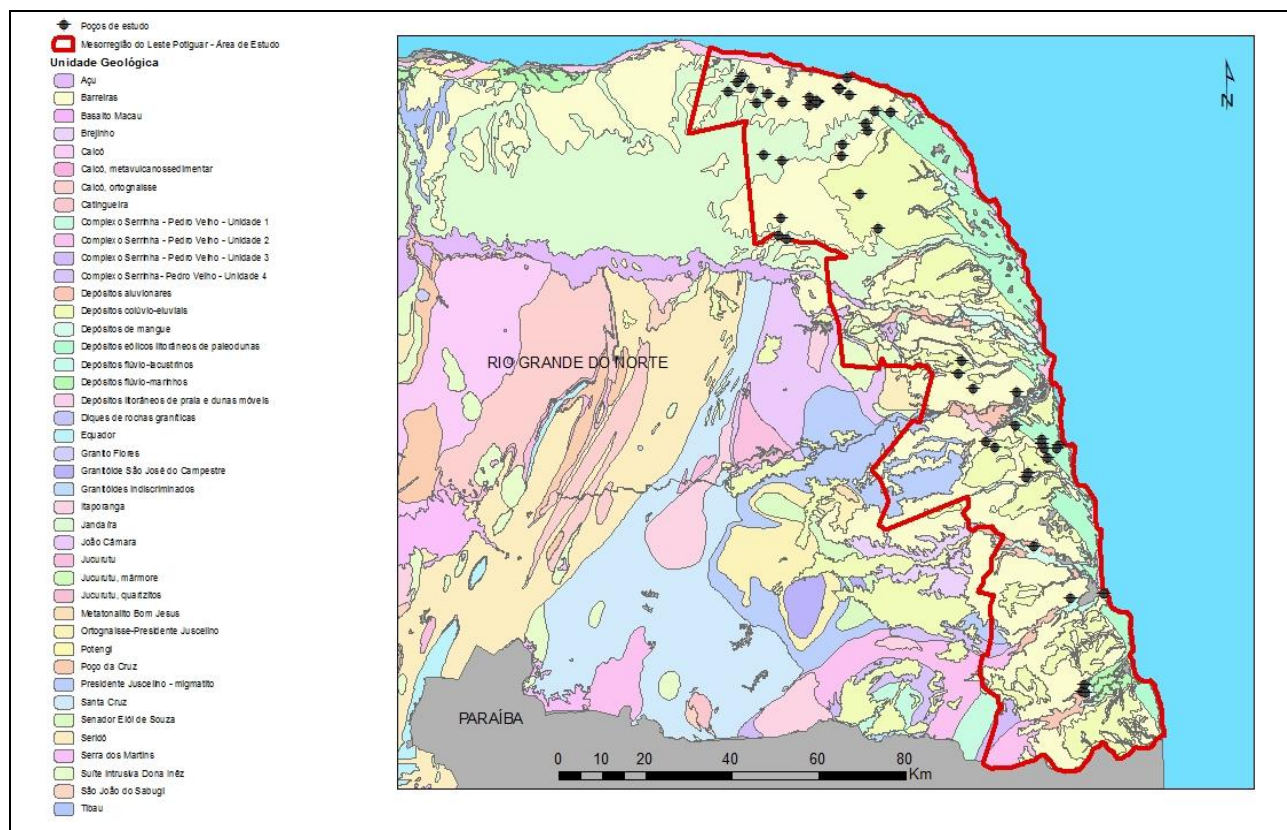 Poços de estudo
Mesorregião do Leste Potiguar - Área de Estudo
Unidade Geológica
Açu
Barreiras
Basalto Macau
Brejinho
Caicó
Caicó, metavulcanossedimentar
Caicó, ortognaisse
Catingueira
Complexo Serrinha - Pedro Velho - Unidade 1
Complexo Serrinha - Pedro Velho - Unidade 2
Complexo Serrinha - Pedro Velho - Unidade 3
Complexo Serrinha- Pedro Velho - Unidade 4
Depósitos aluvionares
Depósitos colúvio-eluviais
Depósitos de mangue
Depósitos eólicos litorâneos de paleodunas
Depósitos flúvio-lacustrinos
Depósitos flúvio-marinhos
Depósitos litorâneos de praia e dunas móveis
Diques de rochas graníticas
Equador
Granito Flores
Granitóide São José do Campestre
Granitóides Indiscriminados
Itaporanga
Jandaíra
João Câmara
Jucurutu
Jucurutu, mármore
Jucurutu, quartzitos
Metatonalito Bom Jesus
Ortognaisse-Presidente Juscelino
Potengi
Poço da Cruz
Presidente Juscelino - migmatito
Santa Cruz
Senador Elói de Souza
Seridó
Serra dos Martins
Suíte Intrusiva Dona Inêz
São João do Sabugi
Tibau
N
RIO GRANDE DO NORTE
PARAÍBA
0 10 20 40 60 80
Km